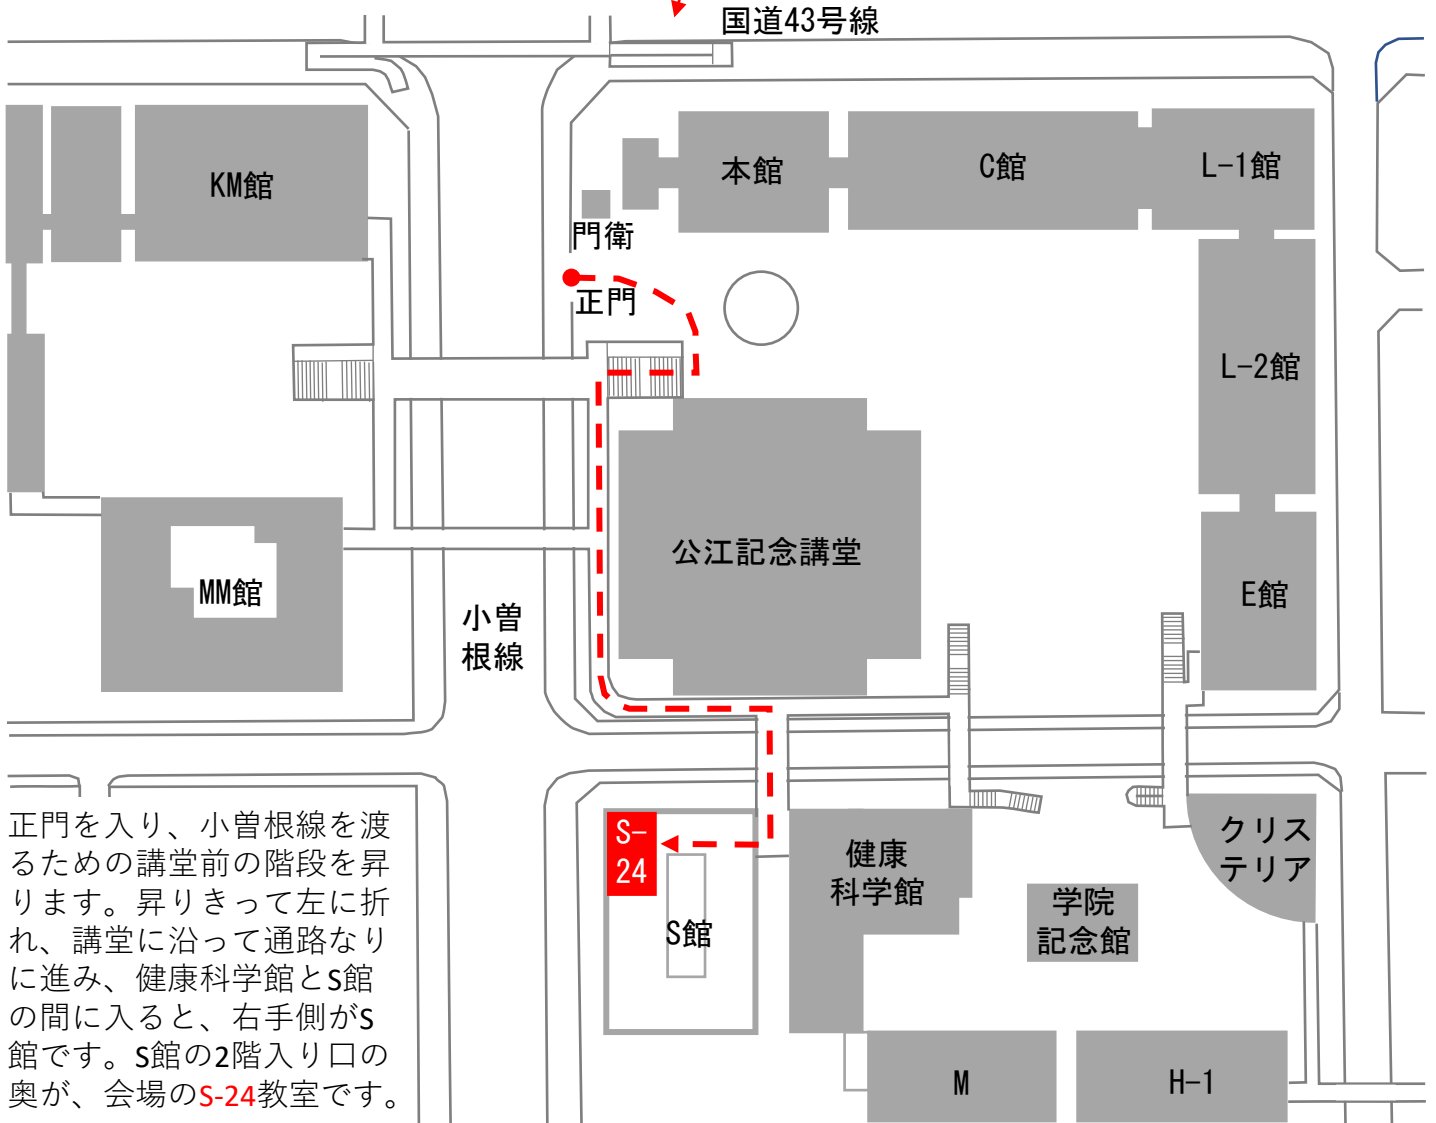 国道43号線
KM館
本館
C館
L-1館
門衛
正門
L-2館
公江記念講堂
MM館
E館
小曽
根線
S-
24
S館
健康
科学館
クリス
テリア
学院
記念館
M
H-1
正門を入り、小曽根線を渡
るための講堂前の階段を昇
ります。昇りきって左に折
れ、講堂に沿って通路なり
に進み、健康科学館とS館
の間に入ると、右手側がS
館です。S館の2階入り口の
奥が、会場のS-24教室です。